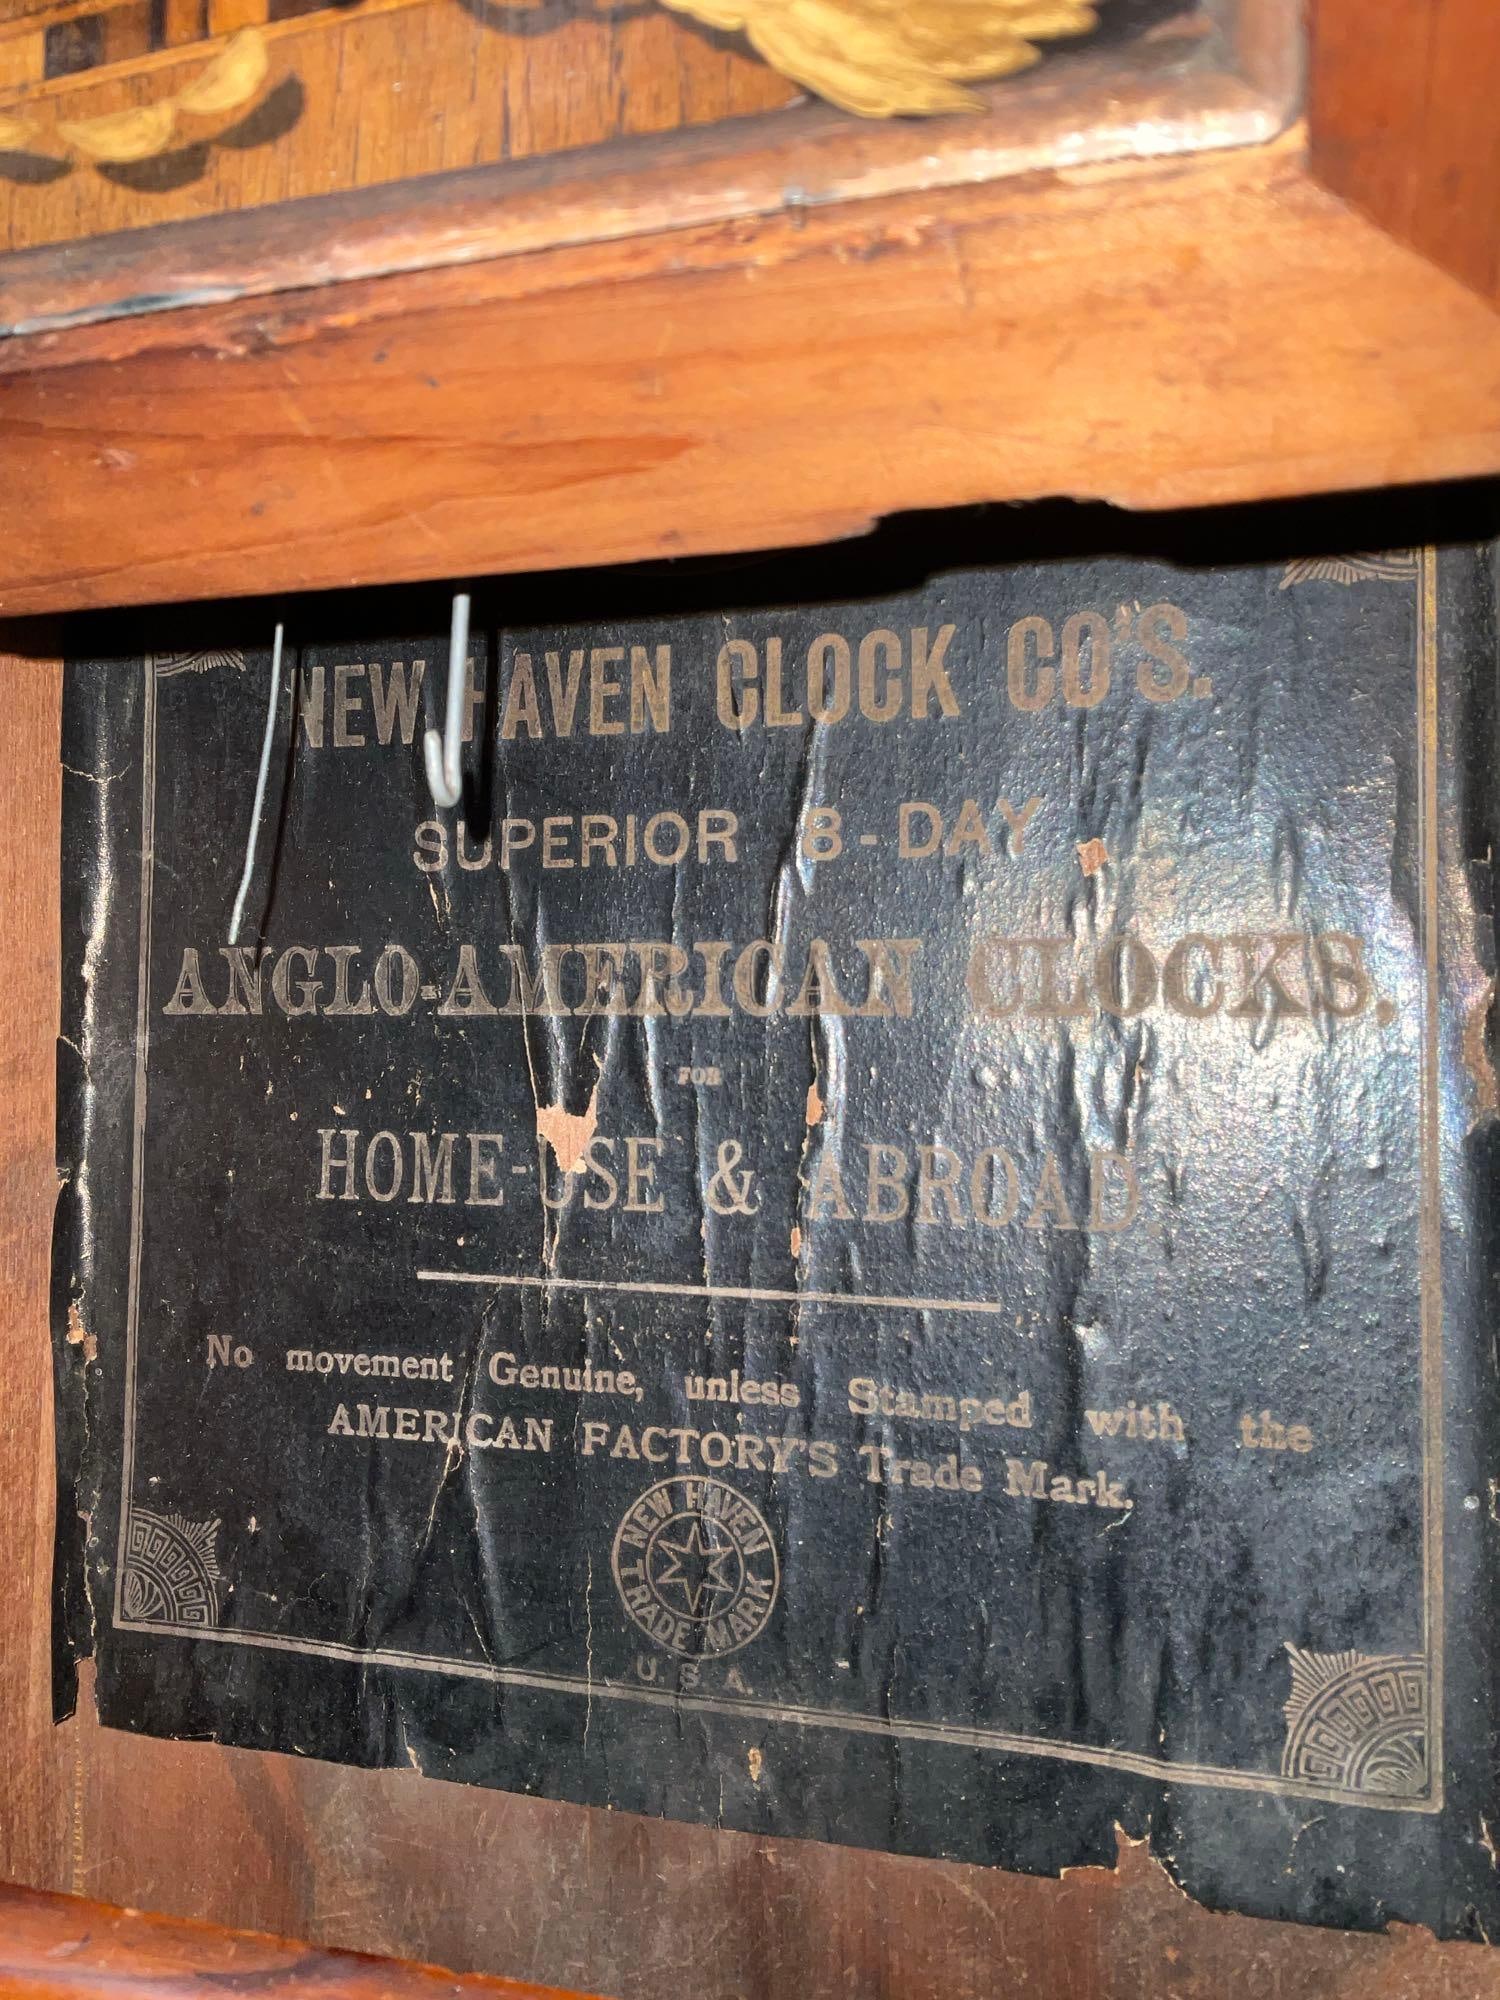 NEW HAVEN CLOCK CO'S.
SUPERIOR 8-DAY
ANGLO-AMERICAN CLOCKS,
FOR
HOME-USE & ABROAD.
No movement Genuine, unless Stamped with the
AMERICAN FACTORY'S Trade Mark.
NEW HAVEN
TRADE MARK
U.S.A.